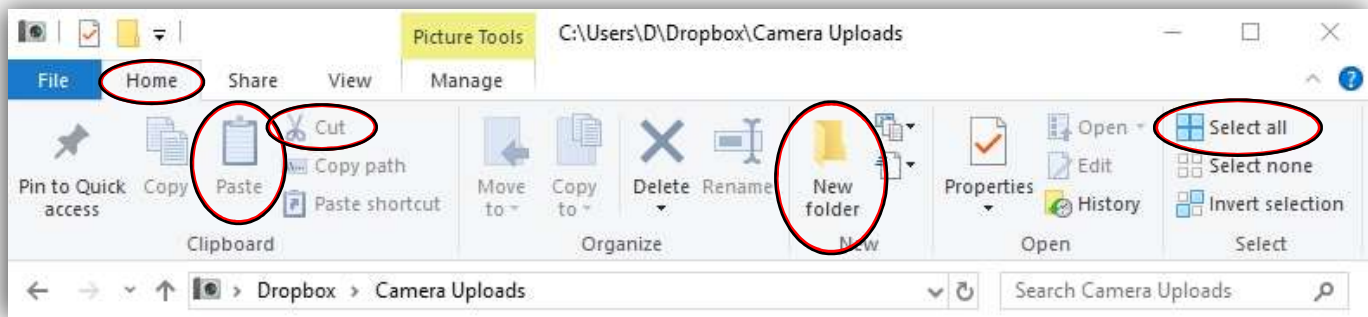 Picture Tools C:\Users\D\Dropbox\Camera Uploads
File Home Share View Manage
Pin to Quick access
Copy
Paste
Cut
Copy path
Paste shortcut
Clipboard
Move to
Copy to
Delete
Rename
Organize
New folder
New
Properties
Open
Edit
History
Open
Select all
Select none
Invert selection
Select
Dropbox > Camera Uploads
Search Camera Uploads